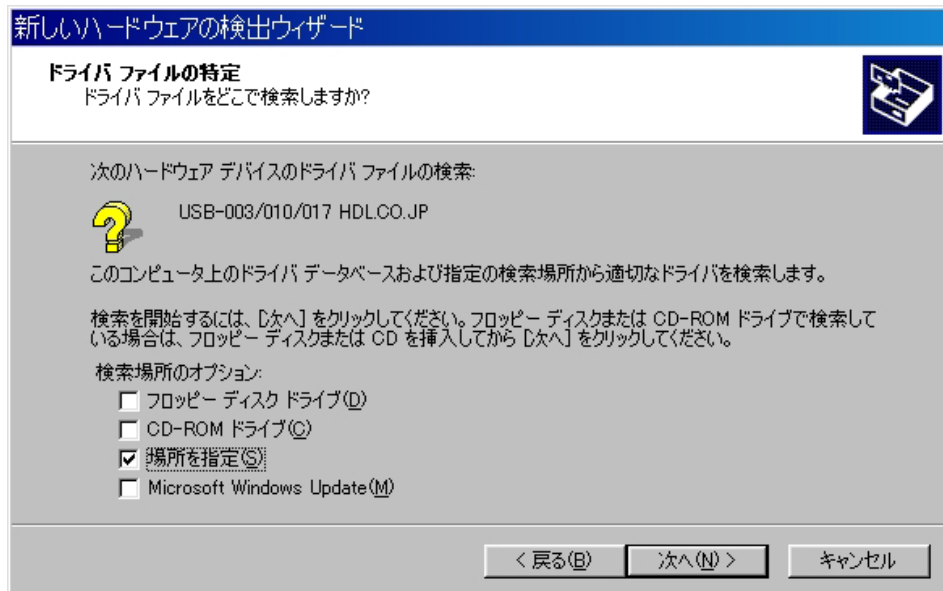 新しいハードウェアの検出ウィザード
ドライバ ファイルの特定
ドライバ ファイルをどこで検索しますか?
次のハードウェア デバイスのドライバ ファイルの検索:
USB-003/010/017 HDL.CO.JP
このコンピュータ上のドライバ データベースおよび指定の検索場所から適切なドライバを検索します。
検索を開始するには、[次へ] をクリックしてください。フロッピー ディスクまたは CD-ROM ドライブで検索して
いる場合は、フロッピー ディスクまたは CD を挿入してから [次へ] をクリックしてください。
検索場所のオプション:
フロッピー ディスク ドライブ(D)
CD-ROM ドライブ(C)
場所を指定(S)
Microsoft Windows Update(M)
< 戻る(B)
次へ(N) >
キャンセル